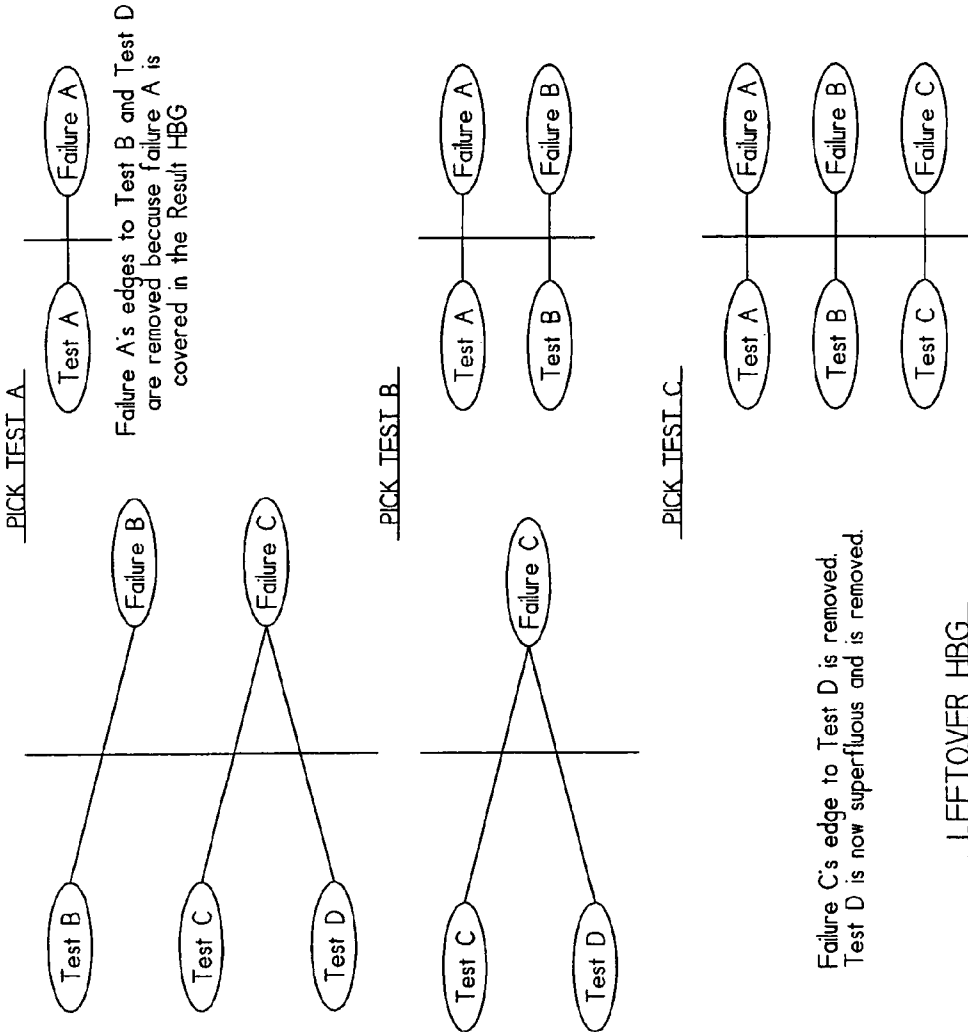 PICK TEST A
Test A
Failure A
Test B
Failure B
Failure A's edges to Test B and Test D
are removed because failure A is
covered in the Result HBG
Test C
Failure C
Test D
PICK TEST B
Test A
Failure A
Test C
Failure C
Test B
Failure B
Test D
PICK TEST C
Test A
Failure A
Test B
Failure B
Failure C's edge to Test D is removed.
Test D is now superfluous and is removed.
Test C
Failure C
LEFTOVER HBG